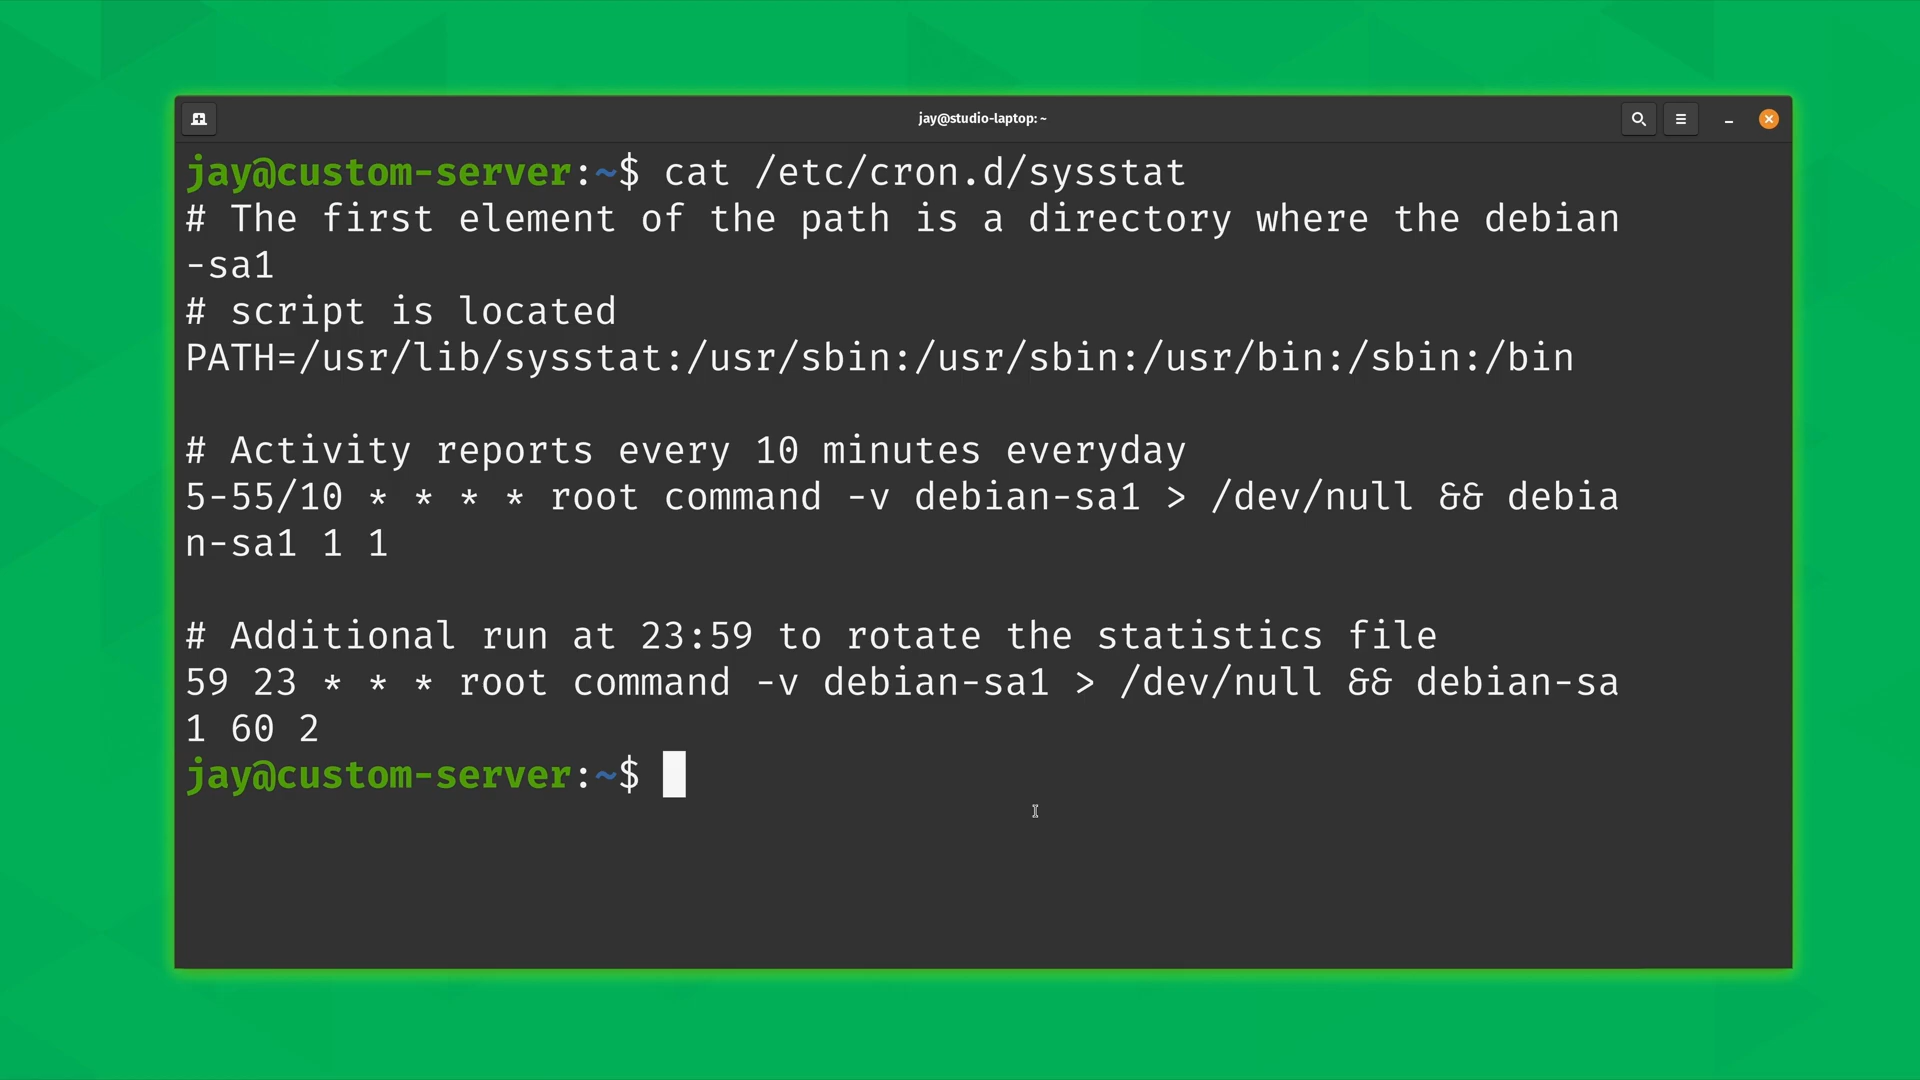 jay@studio-laptop: ~
jay@custom-server:~$ cat /etc/cron.d/sysstat
# The first element of the path is a directory where the debian
-sa1
# script is located
PATH=/usr/lib/sysstat:/usr/sbin:/usr/sbin:/usr/bin:/sbin:/bin
# Activity reports every 10 minutes everyday
5-55/10 * * * * root command -v debian-sa1 > /dev/null && debia
n-sa1 1 1
# Additional run at 23:59 to rotate the statistics file
59 23 * * * root command -v debian-sa1 > /dev/null && debian-sa
1 60 2
jay@custom-server:~$